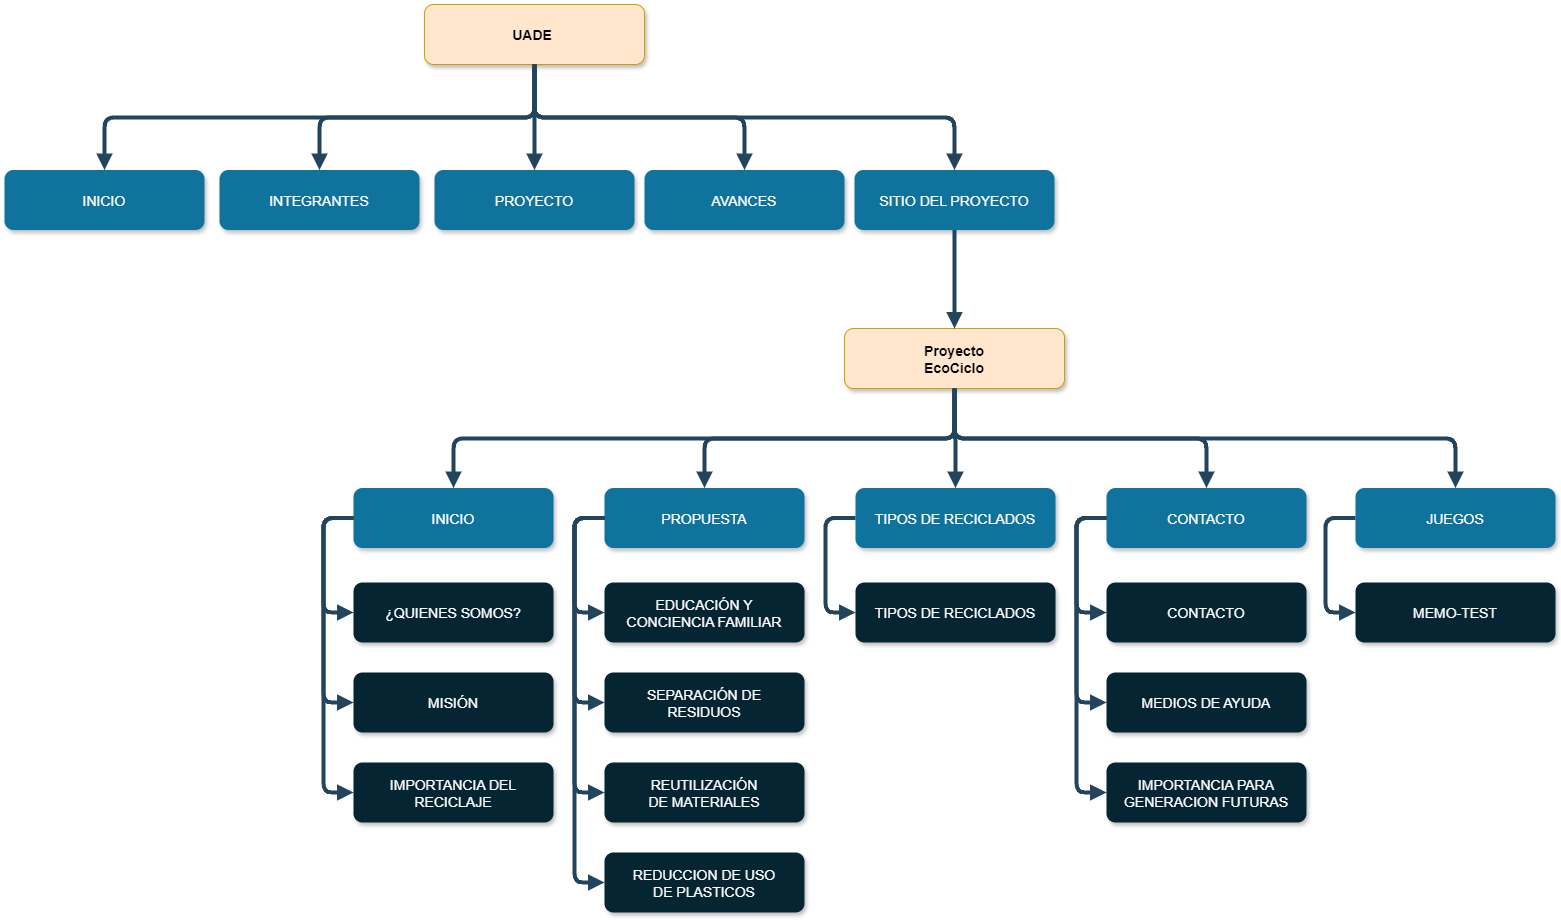 UADE
INICIO
INTEGRANTES
PROYECTO
AVANCES
SITIO DEL PROYECTO
Proyecto
EcoCiclo
INICIO
PROPUESTA
TIPOS DE RECICLADOS
CONTACTO
JUEGOS
¿QUIENES SOMOS?
EDUCACIÓN Y
CONCIENCIA FAMILIAR
TIPOS DE RECICLADOS
CONTACTO
MEMO-TEST
MISIÓN
SEPARACIÓN DE
RESIDUOS
MEDIOS DE AYUDA
IMPORTANCIA DEL
RECICLAJE
REUTILIZACIÓN
DE MATERIALES
IMPORTANCIA PARA
GENERACION FUTURAS
REDUCCION DE USO
DE PLASTICOS